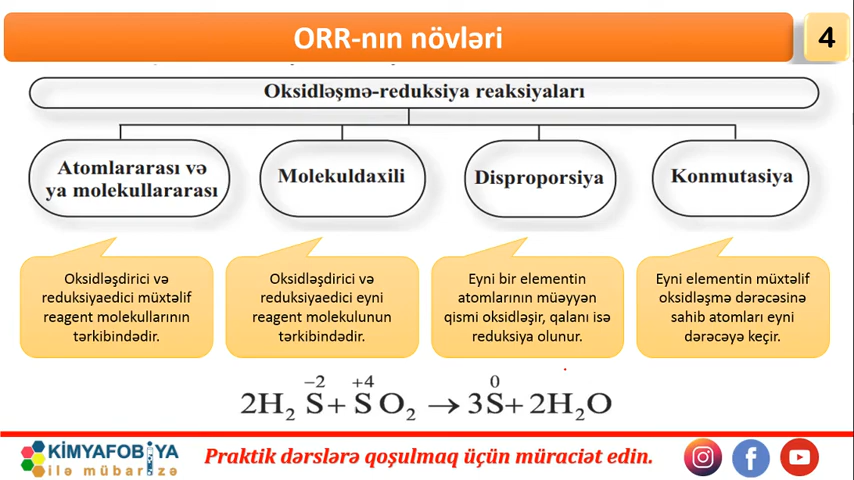 ORR-nın növləri
4
Oksidləşmə-reduksiya reaksiyaları
Atomlararası və
ya molekullararası
Molekuldaxili
Disproporsiya
Konmutasiya
Oksidləşdirici və
reduksiyaedici müxtəlif
reagent molekullarının
tərkibindədir.
Oksidləşdirici və
reduksiyaedici eyni
reagent molekulunun
tərkibindədir.
Eyni bir elementin
atomlarının müəyyən
qismi oksidləşir, qalanı isə
reduksiya olunur.
Eyni elementin müxtəlif
oksidləşmə dərəcəsinə
sahib atomları eyni
dərəcəyə keçir.
−2 +4 0
2H₂ S + S O₂ → 3S + 2H₂O
KİMYAFOBİYA
ilə mübarizə
Praktik dərslərə qoşulmaq üçün müraciət edin.